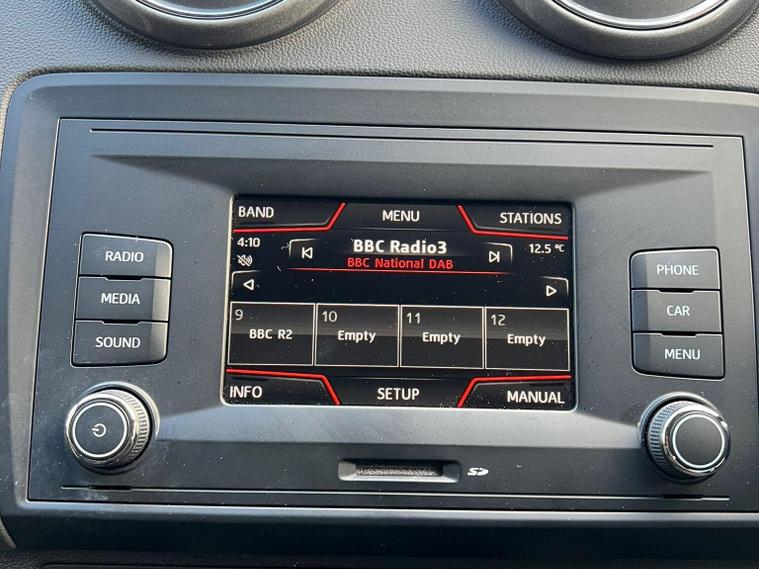 BAND
MENU
STATIONS
4:10
BBC Radio3
12.5 °C
BBC National DAB
9
BBC R2
10
Empty
11
Empty
12
Empty
INFO
SETUP
MANUAL
RADIO
MEDIA
SOUND
PHONE
CAR
MENU
SD